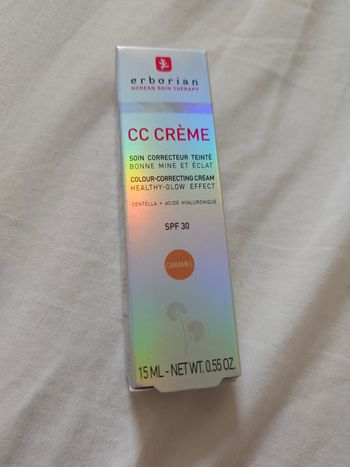 erborian
KOREAN SKIN THERAPY
CC CRÈME
SOIN CORRECTEUR TEINTÉ
BONNE MINE ET ÉCLAT
COLOUR-CORRECTING CREAM
HEALTHY-GLOW EFFECT
CENTELLA + ACIDE HYALURONIQUE
SPF 30
CARAMEL
15 ML - NET WT. 0.55 OZ.